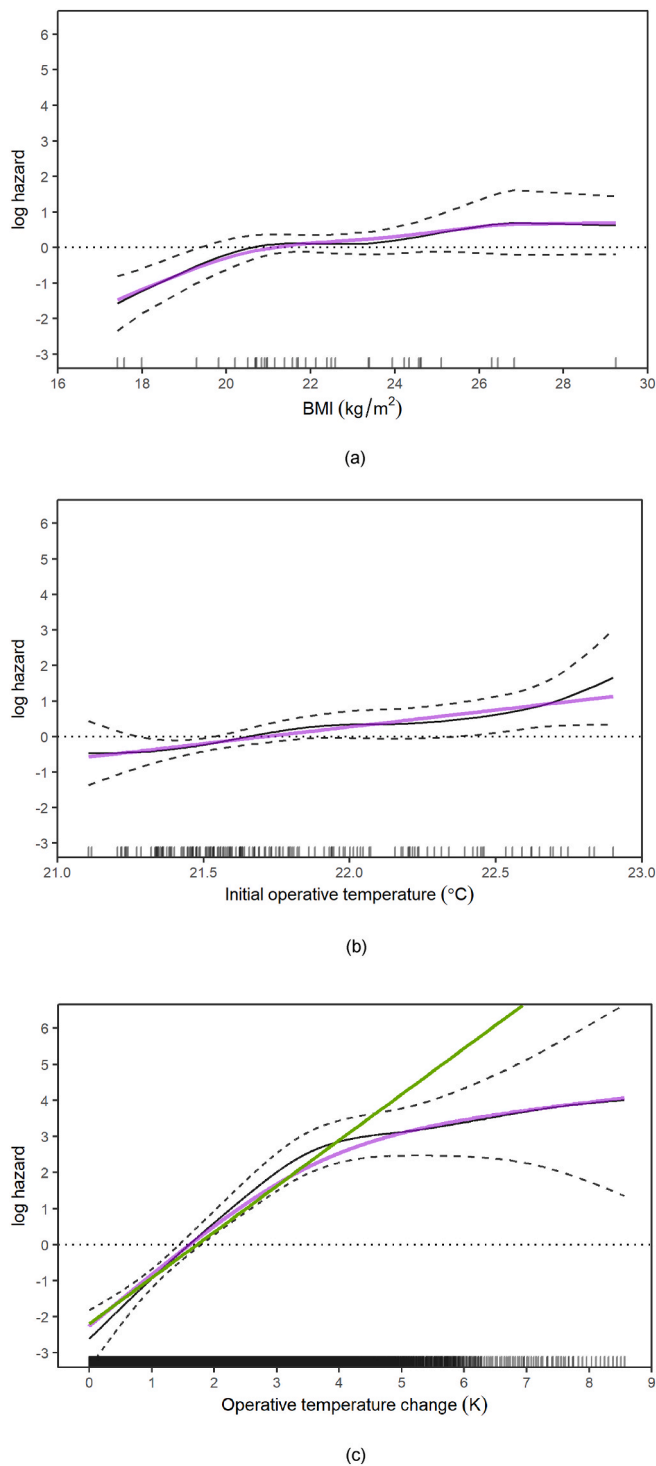 6
5
4
3
2
1
0
-1
-2
-3
log hazard
16 18 20 22 24 26 28 30
BMI (kg/m²)
(a)
6
5
4
3
2
1
0
-1
-2
-3
log hazard
21.0 21.5 22.0 22.5 23.0
Initial operative temperature (°C)
(b)
6
5
4
3
2
1
0
-1
-2
-3
log hazard
0 1 2 3 4 5 6 7 8 9
Operative temperature change (K)
(c)